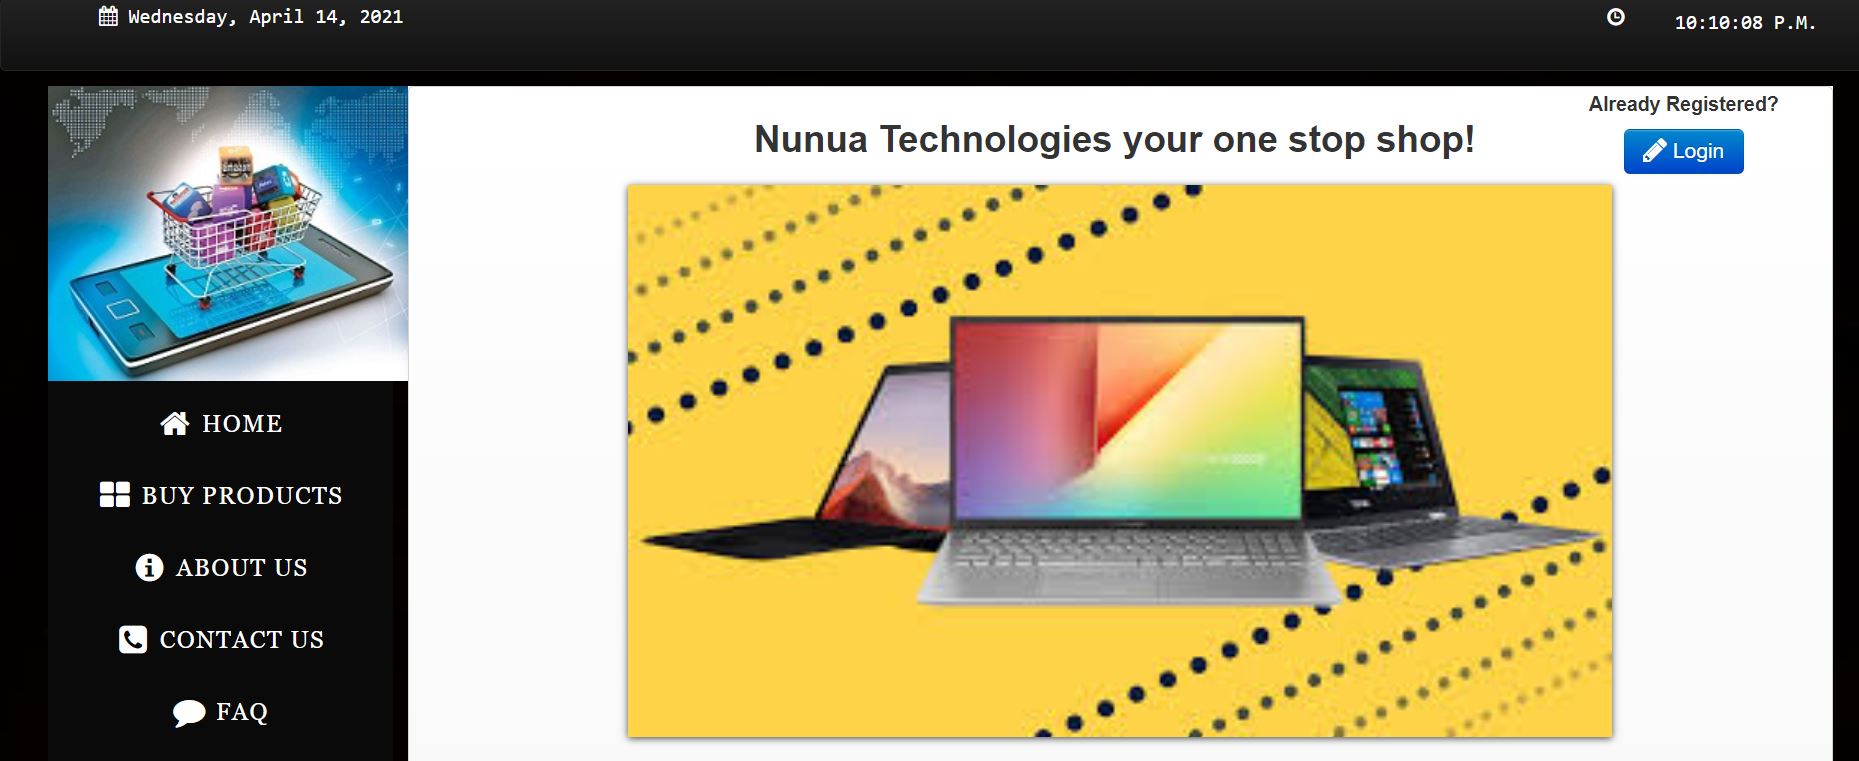 Wednesday, April 14, 2021
10:10:08 P.M.
Already Registered?
Nunua Technologies your one stop shop!
Login
HOME
BUY PRODUCTS
ABOUT US
CONTACT US
FAQ